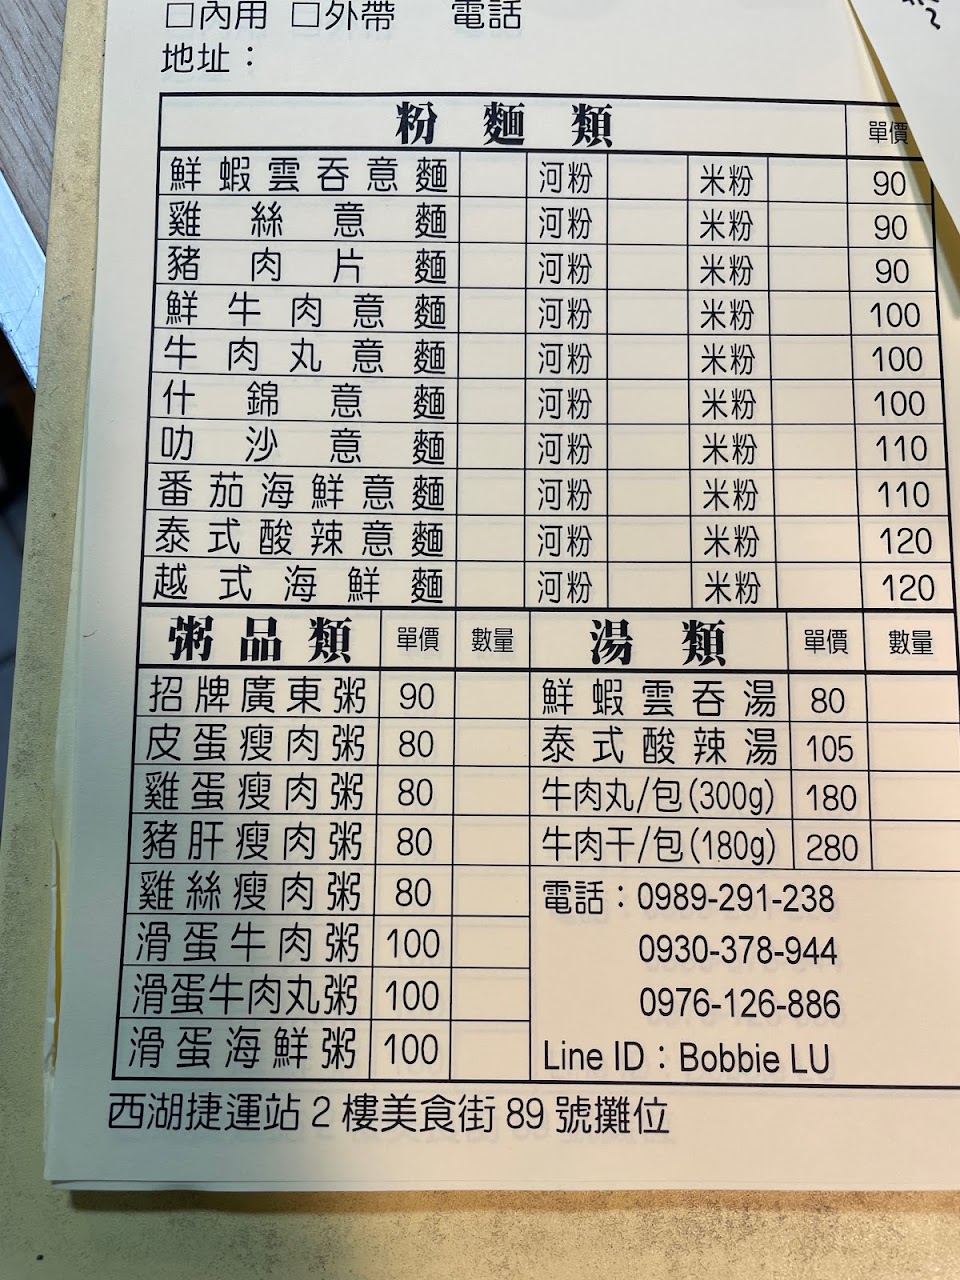 □內用 □外帶 電話
地址：
粉麵類 單價
鮮蝦雲吞意麵 河粉 米粉 90
雞絲意麵 河粉 米粉 90
豬肉片麵 河粉 米粉 90
鮮牛肉意麵 河粉 米粉 100
牛肉丸意麵 河粉 米粉 100
什錦意麵 河粉 米粉 100
叻沙意麵 河粉 米粉 110
番茄海鮮意麵 河粉 米粉 110
泰式酸辣意麵 河粉 米粉 120
越式海鮮麵 河粉 米粉 120
粥品類 單價 數量 湯類 單價 數量
招牌廣東粥 90 鮮蝦雲吞湯 80
皮蛋瘦肉粥 80 泰式酸辣湯 105
雞蛋瘦肉粥 80 牛肉丸/包(300g) 180
豬肝瘦肉粥 80 牛肉干/包(180g) 280
雞絲瘦肉粥 80 電話：0989-291-238
滑蛋牛肉粥 100 0930-378-944
滑蛋牛肉丸粥 100 0976-126-886
滑蛋海鮮粥 100 Line ID：Bobbie LU
西湖捷運站 2 樓美食街 89 號攤位